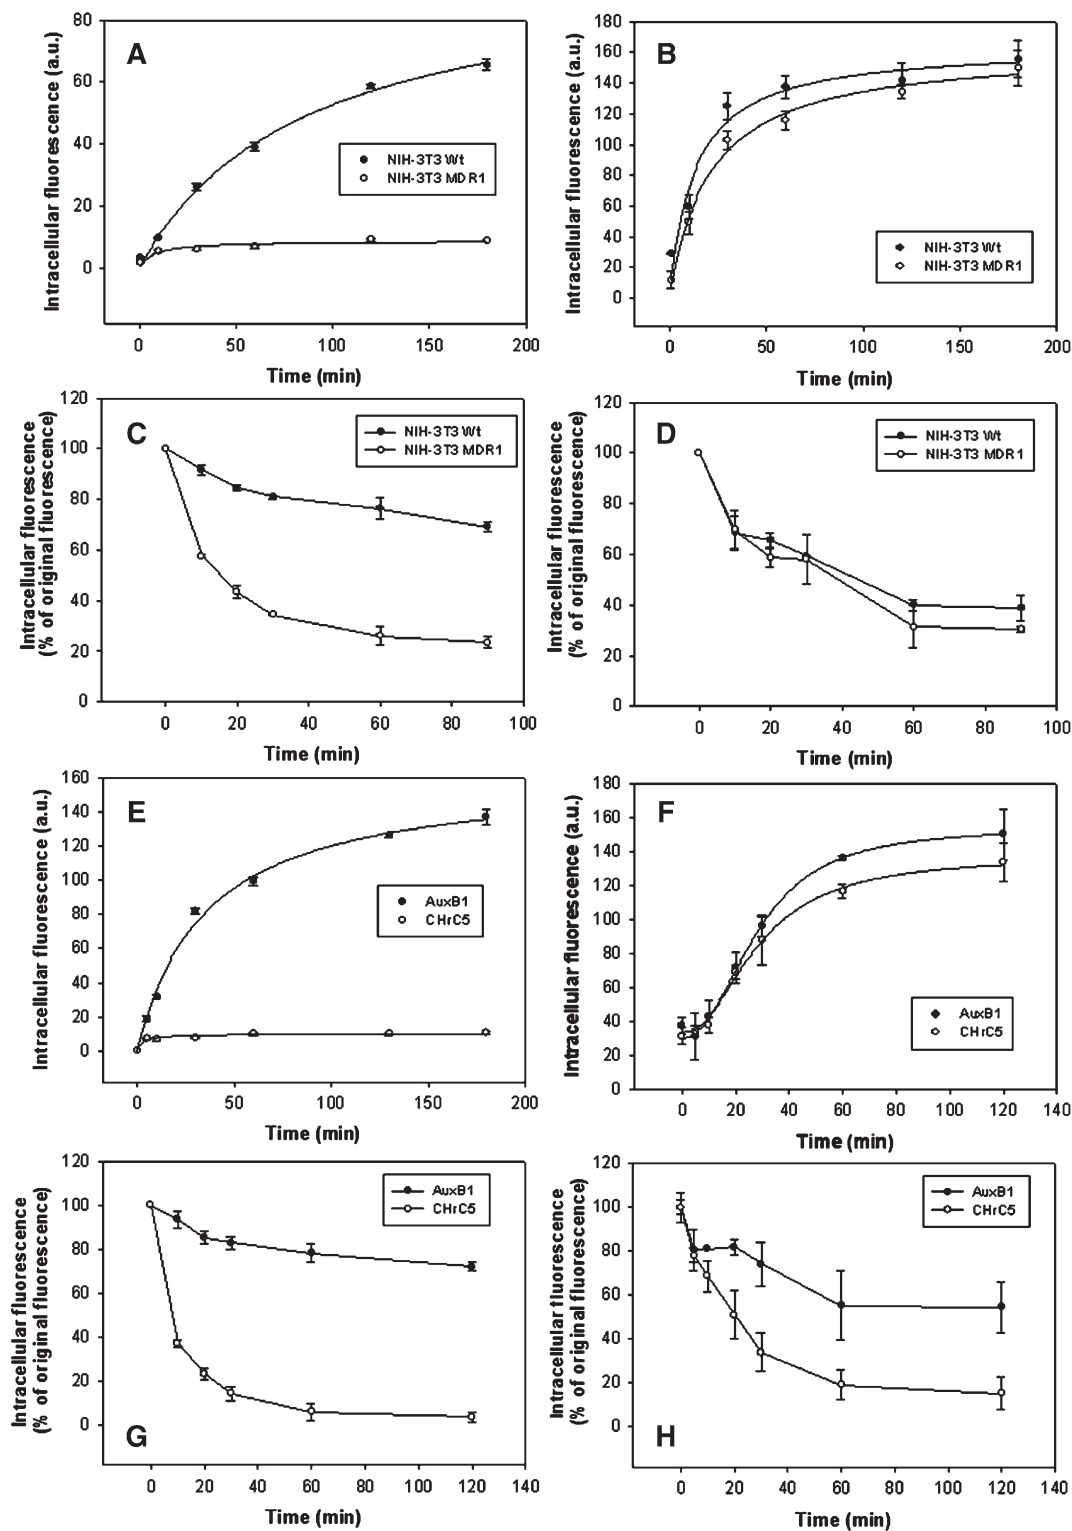 A
Intracellular fluorescence (a.u.)
80
60
40
20
0
NIH-3T3 Wt
NIH-3T3 MDR1
0 50 100 150 200
Time (min)
B
Intracellular fluorescence (a.u.)
180
160
140
120
100
80
60
40
20
0
NIH-3T3 Wt
NIH-3T3 MDR1
0 50 100 150 200
Time (min)
C
Intracellular fluorescence
(% of original fluorescence)
120
100
80
60
40
20
0
NIH-3T3 Wt
NIH-3T3 MDR1
0 20 40 60 80 100
Time (min)
D
Intracellular fluorescence
(% of original fluorescence)
120
100
80
60
40
20
0
NIH-3T3 Wt
NIH-3T3 MDR1
0 20 40 60 80 100
Time (min)
E
Intracellular fluorescence (a.u.)
160
140
120
100
80
60
40
20
0
AuxB1
CHrC5
0 50 100 150 200
Time (min)
F
Intracellular fluorescence (a.u.)
180
160
140
120
100
80
60
40
20
0
AuxB1
CHrC5
0 20 40 60 80 100 120 140
Time (min)
G
Intracellular fluorescence
(% of original fluorescence)
120
100
80
60
40
20
0
AuxB1
CHrC5
0 20 40 60 80 100 120 140
Time (min)
H
Intracellular fluorescence
(% of original fluorescence)
120
100
80
60
40
20
0
AuxB1
CHrC5
0 20 40 60 80 100 120 140
Time (min)